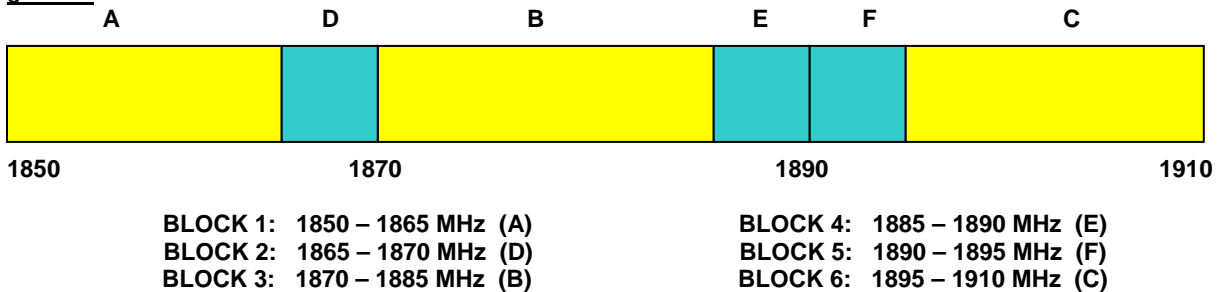 A D B E F C
1850 1870 1890 1910
BLOCK 1: 1850 – 1865 MHz (A) BLOCK 4: 1885 – 1890 MHz (E)
BLOCK 2: 1865 – 1870 MHz (D) BLOCK 5: 1890 – 1895 MHz (F)
BLOCK 3: 1870 – 1885 MHz (B) BLOCK 6: 1895 – 1910 MHz (C)